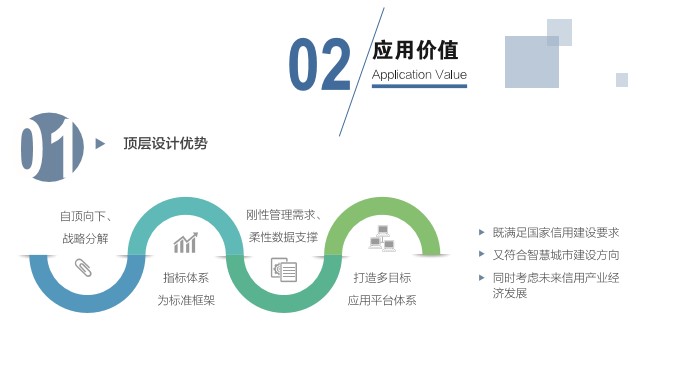 02
应用价值
Application Value
01
顶层设计优势
自顶向下、
战略分解
指标体系
为标准框架
刚性管理需求、
柔性数据支撑
打造多目标
应用平台体系
既满足国家信用建设要求
又符合智慧城市建设方向
同时考虑未来信用产业经
济发展